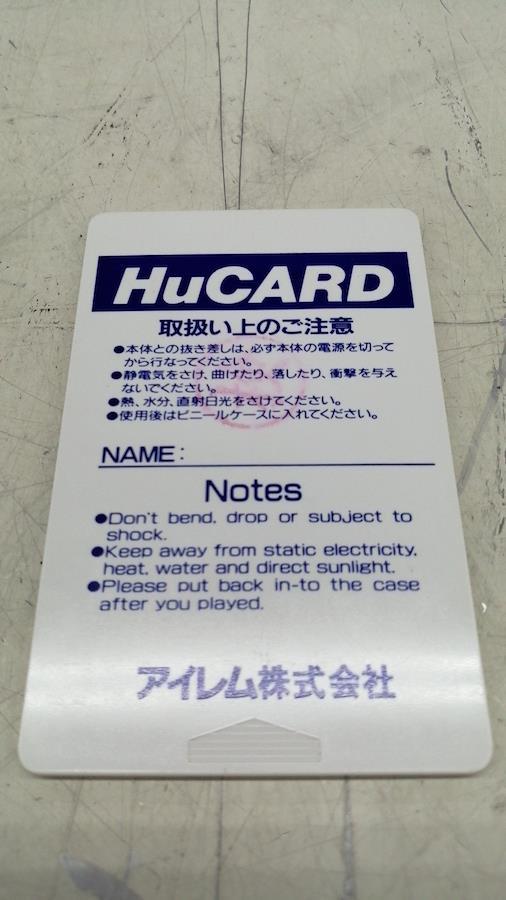 HuCARD
取扱い上のご注意
●本体との抜き差しは、必ず本体の電源を切って
から行なってください。
●静電気をさけ、曲げたり、落したり、衝撃を与え
ないでください。
●熱、水分、直射日光をさけてください。
●使用後はビニールケースに入れてください。
NAME:
Notes
●Don't bend, drop or subject to
shock.
●Keep away from static electricity,
heat, water and direct sunlight.
●Please put back in-to the case
after you played.
アイレム株式会社